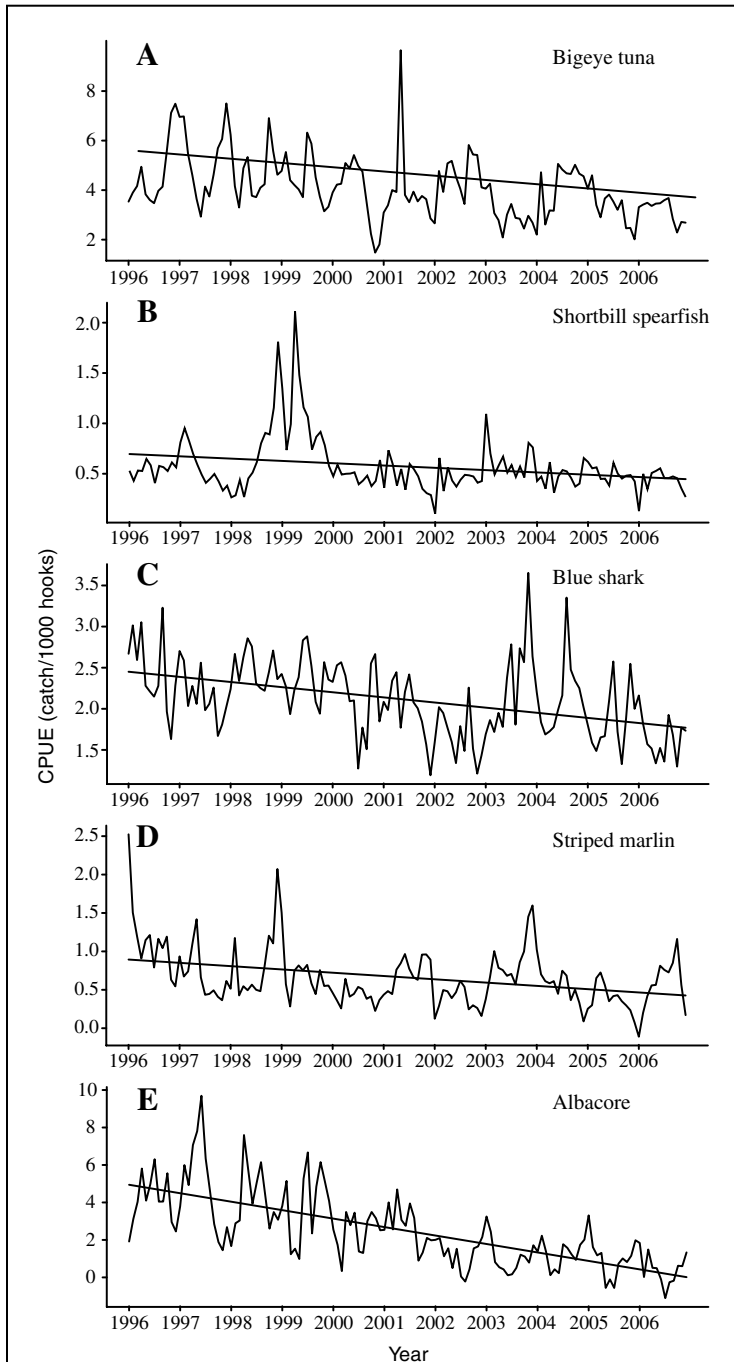 A Bigeye tuna
8
6
4
2
1996 1997 1998 1999 2000 2001 2002 2003 2004 2005 2006
B Shortbill spearfish
2.0
1.5
1.0
0.5
1996 1997 1998 1999 2000 2001 2002 2003 2004 2005 2006
CPUE (catch/1000 hooks)
C Blue shark
3.5
3.0
2.5
2.0
1.5
1996 1997 1998 1999 2000 2001 2002 2003 2004 2005 2006
D Striped marlin
2.5
2.0
1.5
1.0
0.5
0.0
1996 1997 1998 1999 2000 2001 2002 2003 2004 2005 2006
E Albacore
10
8
6
4
2
0
1996 1997 1998 1999 2000 2001 2002 2003 2004 2005 2006
Year